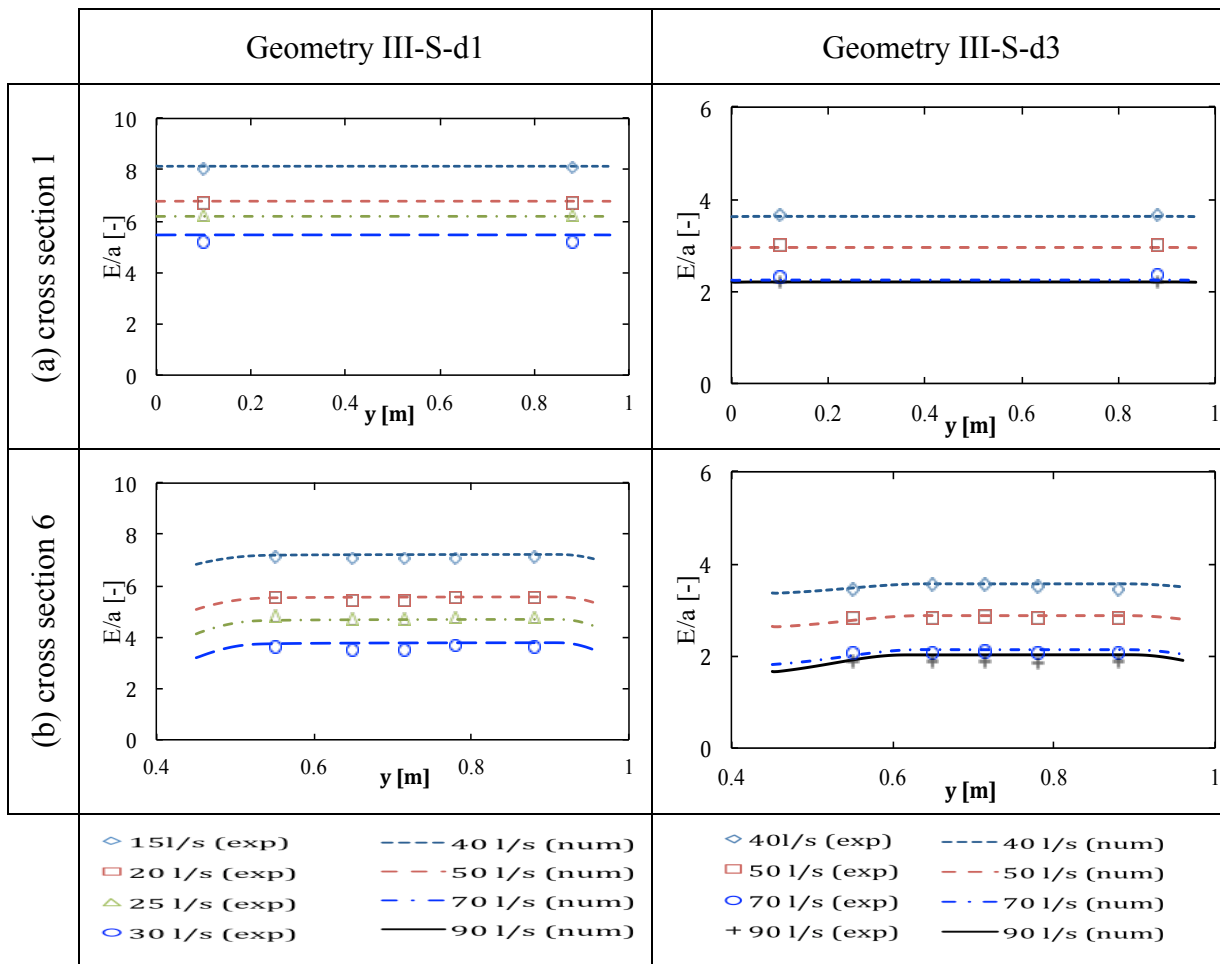 Geometry III-S-d1
Geometry III-S-d3
(a) cross section 1
10
8
6
4
2
0
E/a [-]
0 0.2 0.4 0.6 0.8 1
y [m]
6
4
2
0
E/a [-]
0 0.2 0.4 0.6 0.8 1
y [m]
(b) cross section 6
10
8
6
4
2
0
E/a [-]
0.4 0.6 0.8 1
y [m]
6
4
2
0
E/a [-]
0.4 0.6 0.8 1
y [m]
15l/s (exp)
40 l/s (num)
20 l/s (exp)
50 l/s (num)
25 l/s (exp)
70 l/s (num)
30 l/s (exp)
90 l/s (num)
40l/s (exp)
40 l/s (num)
50 l/s (exp)
50 l/s (num)
70 l/s (exp)
70 l/s (num)
90 l/s (exp)
90 l/s (num)